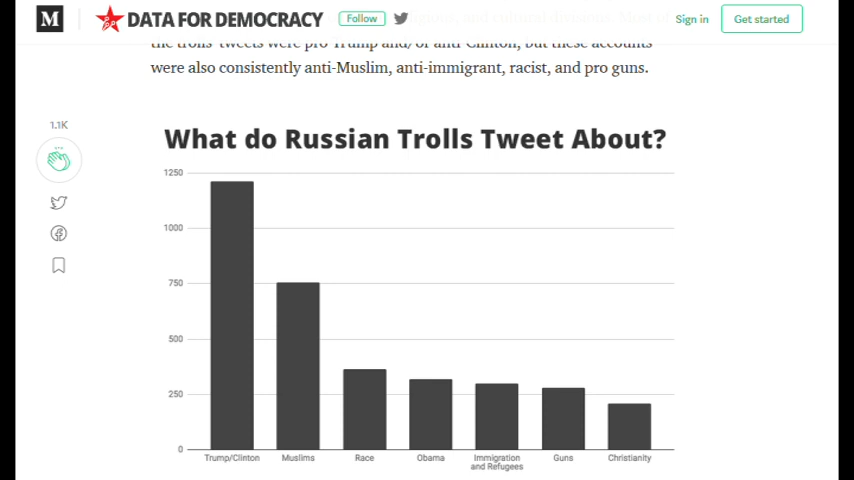 M DATA FOR DEMOCRACY Follow Sign in Get started
the trolls' tweets were pro-Trump and/or anti-Clinton, but these accounts
were also consistently anti-Muslim, anti-immigrant, racist, and pro guns.
1.1K
What do Russian Trolls Tweet About?
1250
1000
750
500
250
0
Trump/Clinton Muslims Race Obama Immigration and Refugees Guns Christianity